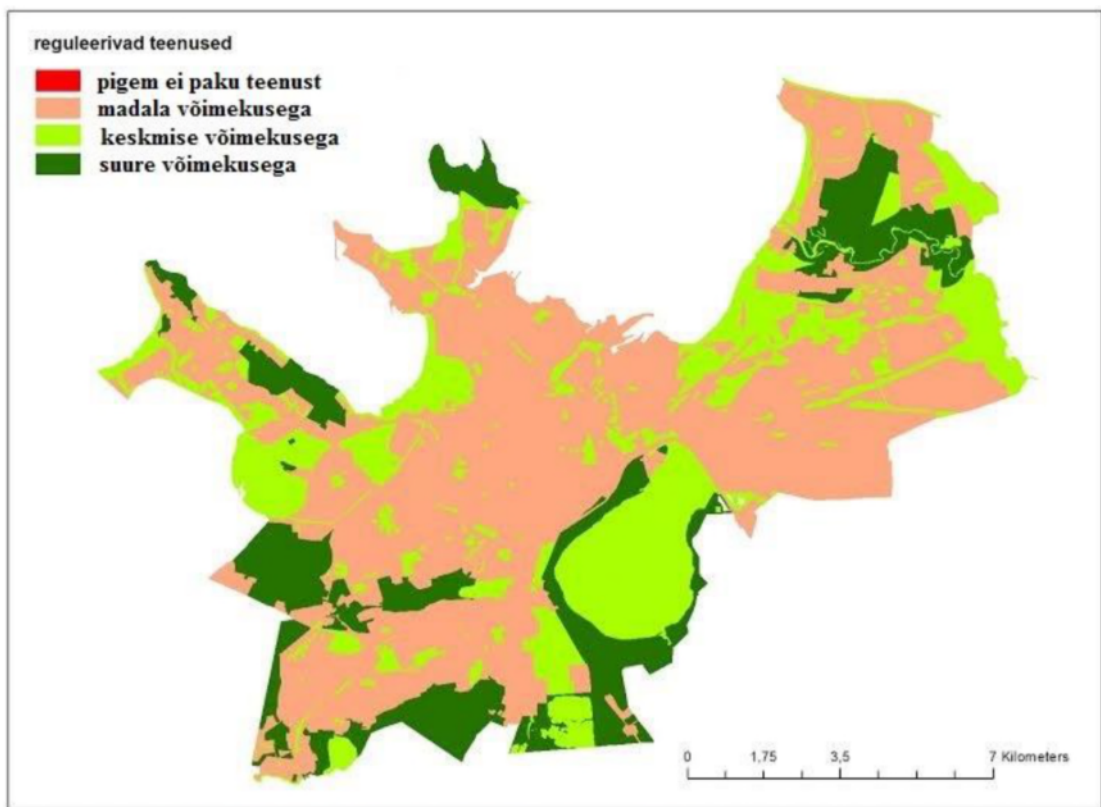 reguleerivad teenused
pigem ei paku teenust
madala võimekusega
keskmise võimekusega
suure võimekusega
0 1,75 3,5 7 Kilometers